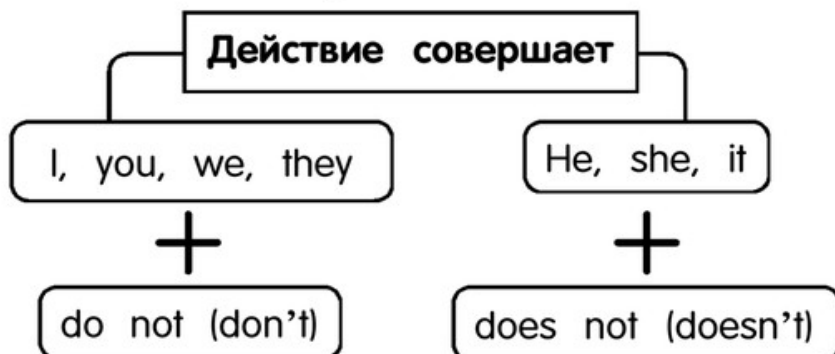 Действие совершает
I, you, we, they
He, she, it
do not (don't)
does not (doesn't)